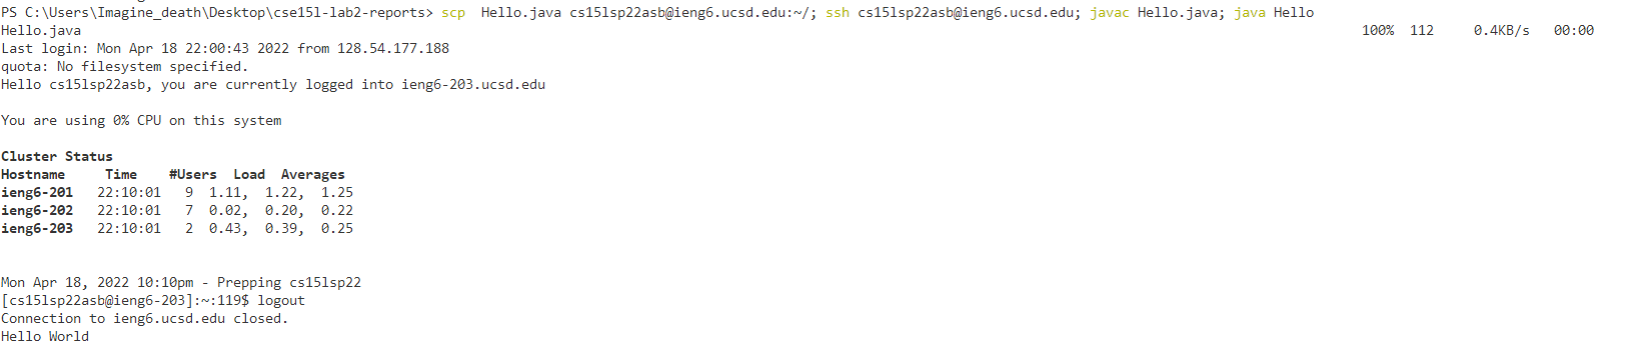 PS C:\Users\Imagine_death\Desktop\cse15l-lab2-reports> scp  Hello.java cs15lsp22asb@ieng6.ucsd.edu:~/; ssh cs15lsp22asb@ieng6.ucsd.edu; javac Hello.java; java Hello
Hello.java 100% 112 0.4KB/s 00:00
Last login: Mon Apr 18 22:00:43 2022 from 128.54.177.188
quota: No filesystem specified.
Hello cs15lsp22asb, you are currently logged into ieng6-203.ucsd.edu
You are using 0% CPU on this system
Cluster Status
Hostname Time #Users Load Averages
ieng6-201 22:10:01 9 1.11, 1.22, 1.25
ieng6-202 22:10:01 7 0.02, 0.20, 0.22
ieng6-203 22:10:01 2 0.43, 0.39, 0.25
Mon Apr 18, 2022 10:10pm - Prepping cs15lsp22
[cs15lsp22asb@ieng6-203]:~:119$ logout
Connection to ieng6.ucsd.edu closed.
Hello World